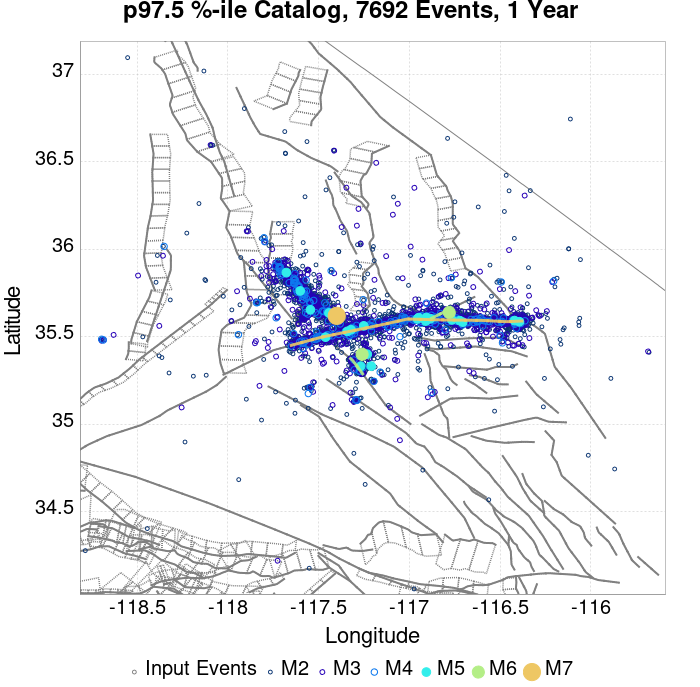 p97.5 %-ile Catalog, 7692 Events, 1 Year
37
36.5
36
35.5
35
34.5
Latitude
-118.5 -118 -117.5 -117 -116.5 -116
Longitude
Input Events M2 M3 M4 M5 M6 M7